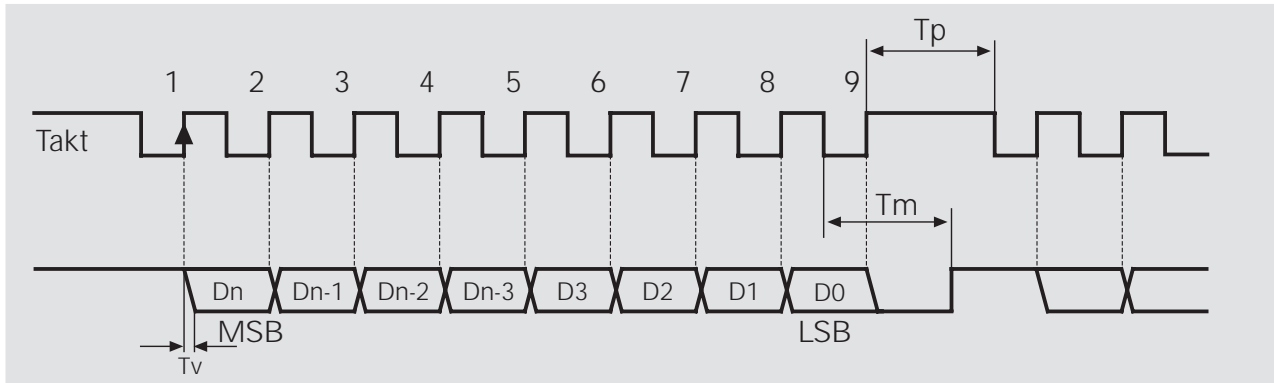 Tp
1 2 3 4 5 6 7 8 9
Takt
Tm
Dn Dn-1 Dn-2 Dn-3 D3 D2 D1 D0
MSB LSB
Tv